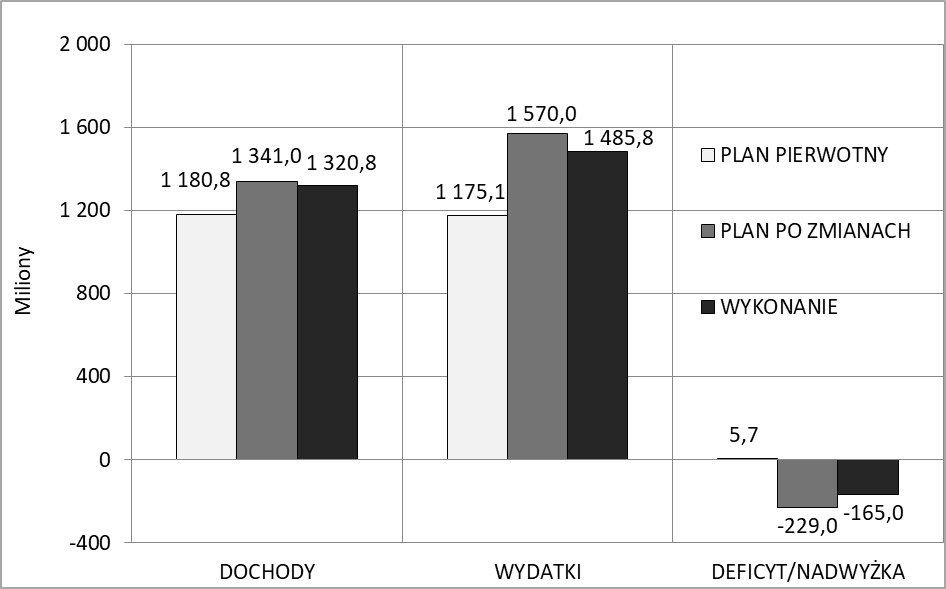 2 000
1 600
1 200
800
400
0
-400
Miliony
1 180,8
1 341,0
1 320,8
1 175,1
1 570,0
1 485,8
5,7
-229,0
-165,0
PLAN PIERWOTNY
PLAN PO ZMIANACH
WYKONANIE
DOCHODY
WYDATKI
DEFICYT/NADWYŻKA